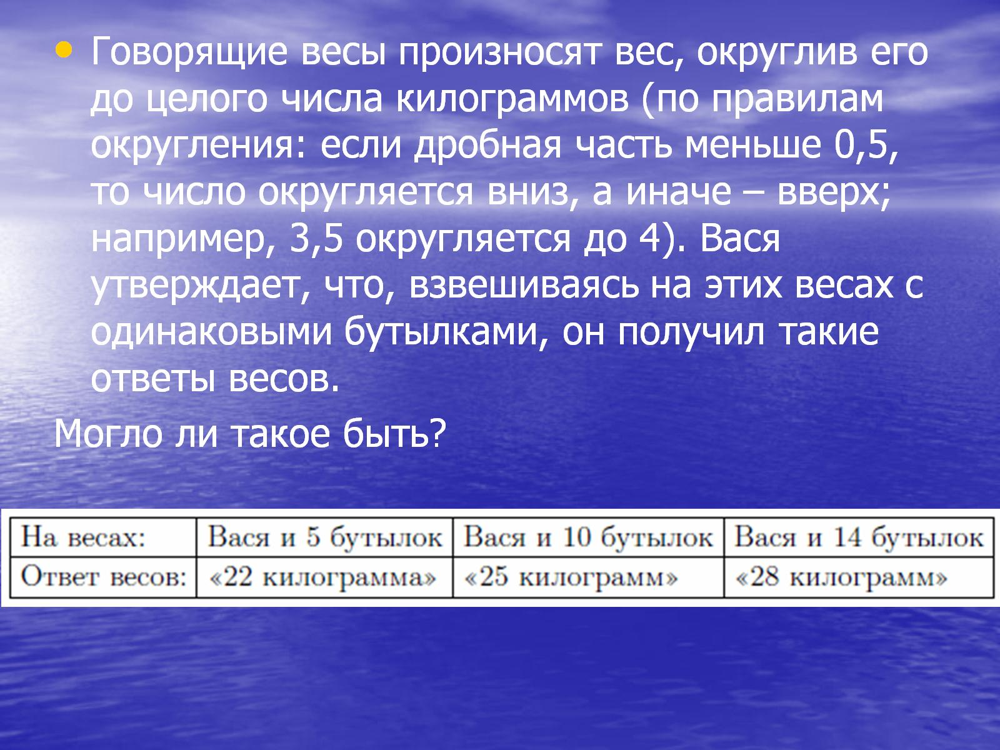 • Говорящие весы произносят вес, округлив его
до целого числа килограммов (по правилам
округления: если дробная часть меньше 0,5,
то число округляется вниз, а иначе – вверх;
например, 3,5 округляется до 4). Вася
утверждает, что, взвешиваясь на этих весах с
одинаковыми бутылками, он получил такие
ответы весов.
Могло ли такое быть?
На весах: Вася и 5 бутылок Вася и 10 бутылок Вася и 14 бутылок
Ответ весов: «22 килограмма» «25 килограмм» «28 килограмм»